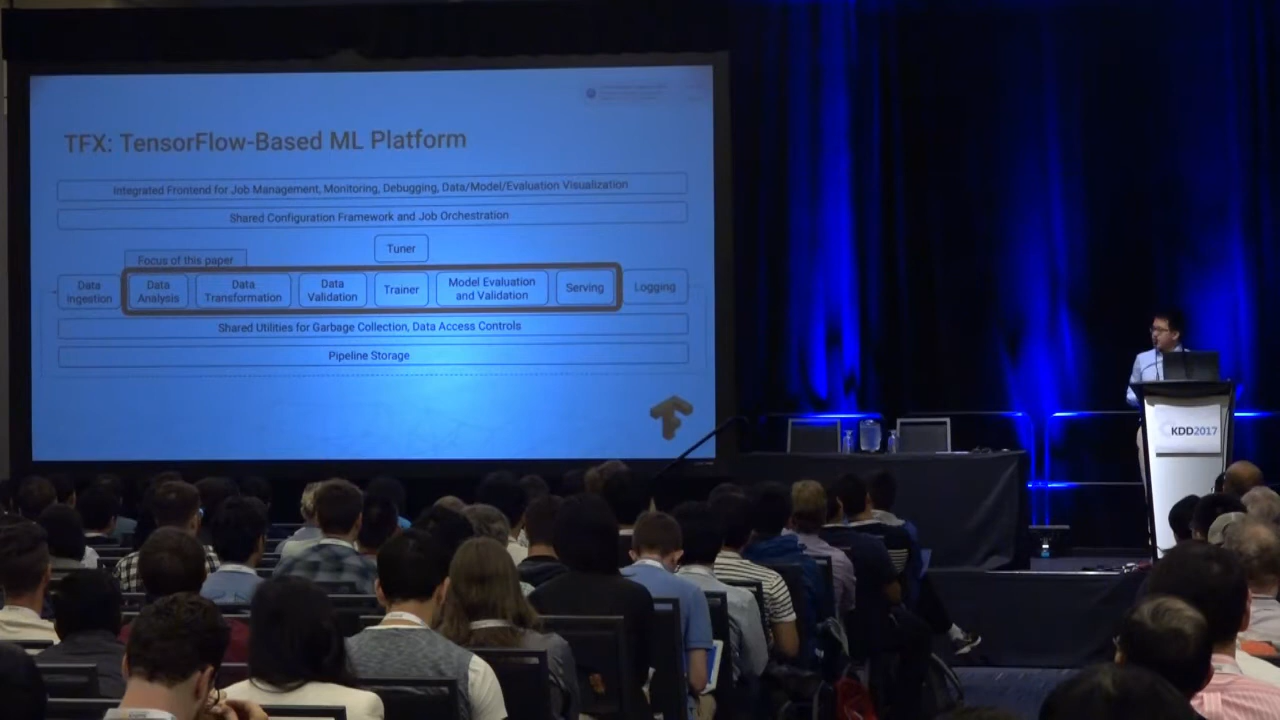 TFX: TensorFlow-Based ML Platform
Integrated Frontend for Job Management, Monitoring, Debugging, Data/Model/Evaluation Visualization
Shared Configuration Framework and Job Orchestration
Tuner
Focus of this paper
Data
Ingestion
Data
Analysis
Data
Transformation
Data
Validation
Trainer
Model Evaluation
and Validation
Serving
Logging
Shared Utilities for Garbage Collection, Data Access Controls
Pipeline Storage
KDD2017